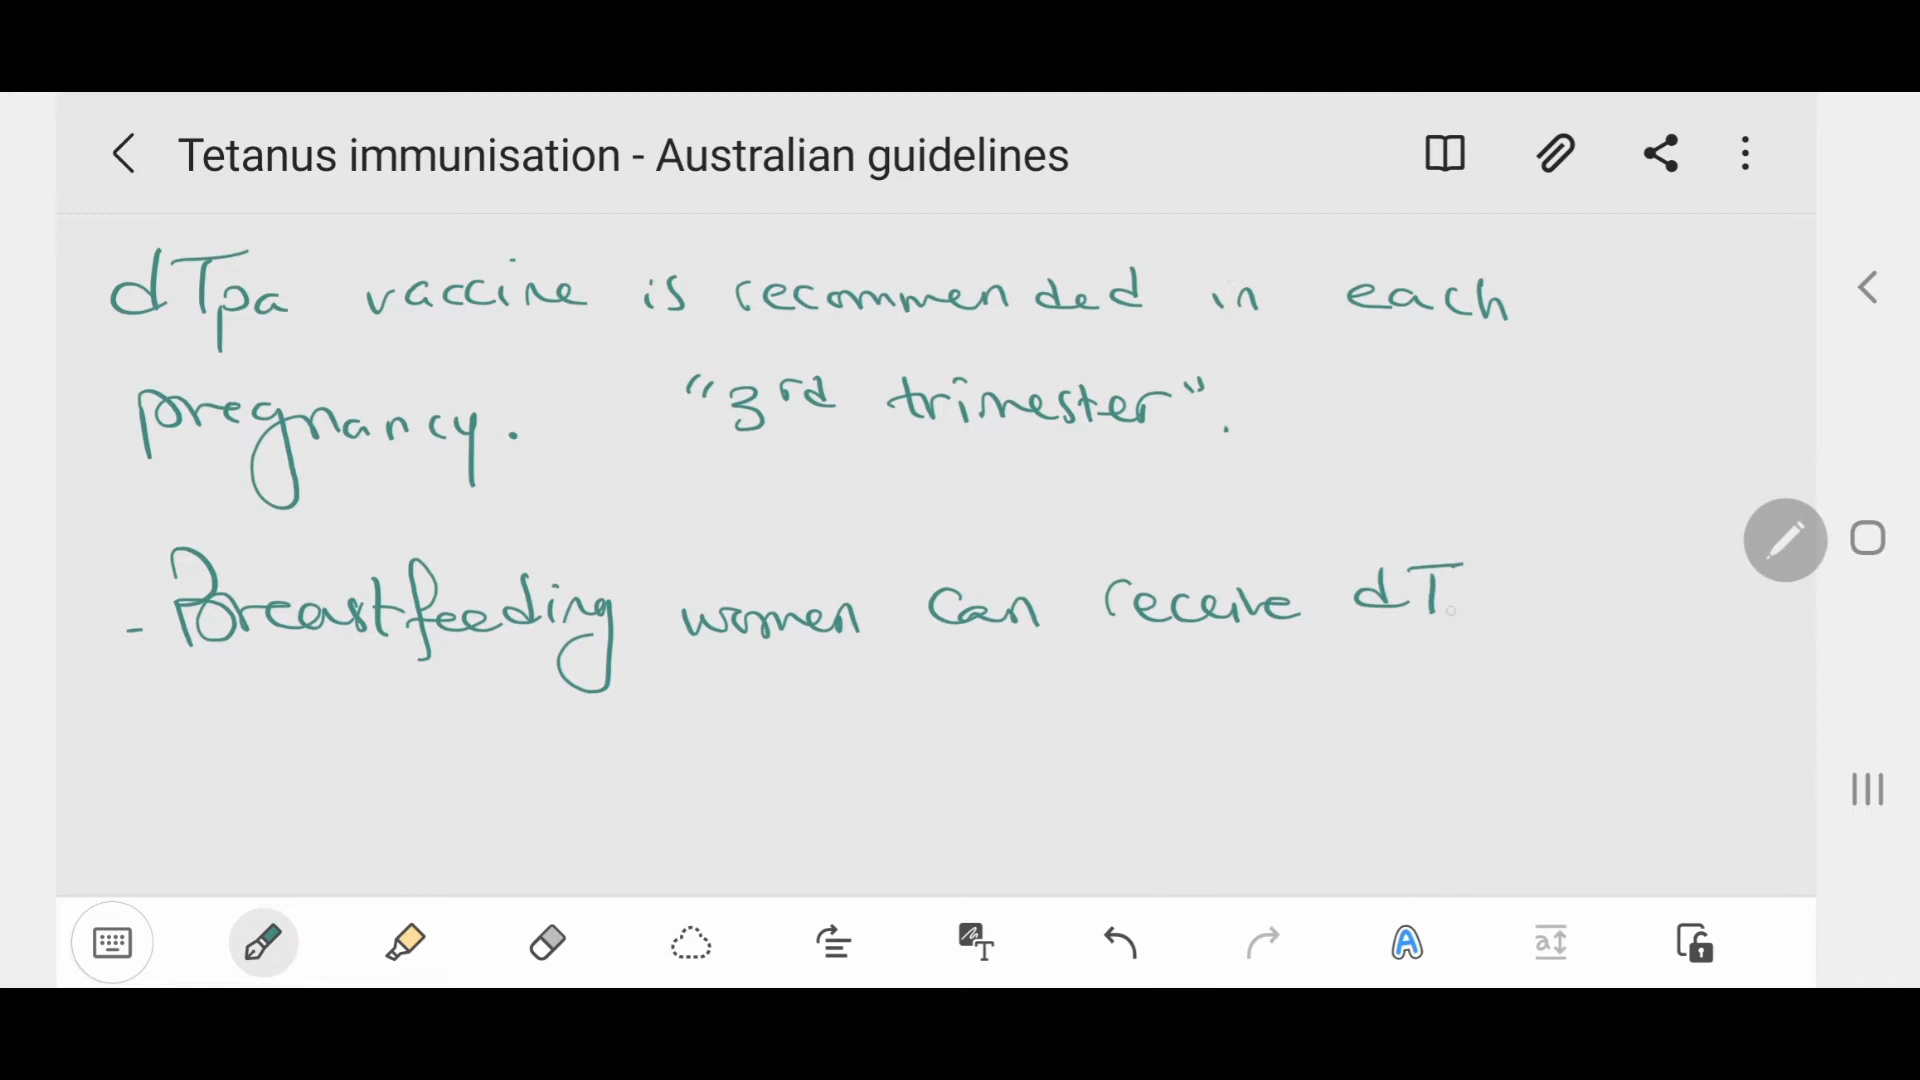 Tetanus immunisation - Australian guidelines
dTpa vaccine is recommended in each
pregnancy. "3rd trimester".
- Breastfeeding women can receive dT